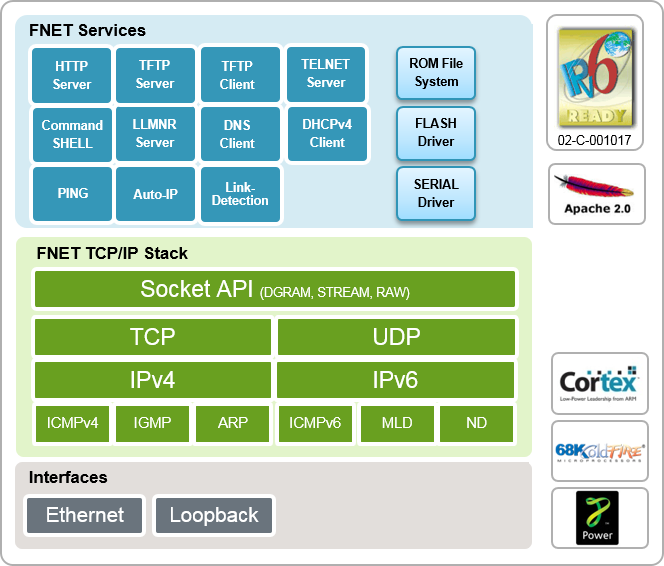 FNET Services
HTTP
Server
TFTP
Server
TFTP
Client
TELNET
Server
ROM File
System
Command
SHELL
LLMNR
Server
DNS
Client
DHCPv4
Client
FLASH
Driver
PING
Auto-IP
Link-
Detection
SERIAL
Driver
IPv6
READY
02-C-001017
Apache 2.0
FNET TCP/IP Stack
Socket API (DGRAM, STREAM, RAW)
TCP
UDP
IPv4
IPv6
ICMPv4
IGMP
ARP
ICMPv6
MLD
ND
Cortex
Low-Power Leadership from ARM
68K ColdFire
MICROPROCESSORS
Power
Interfaces
Ethernet
Loopback